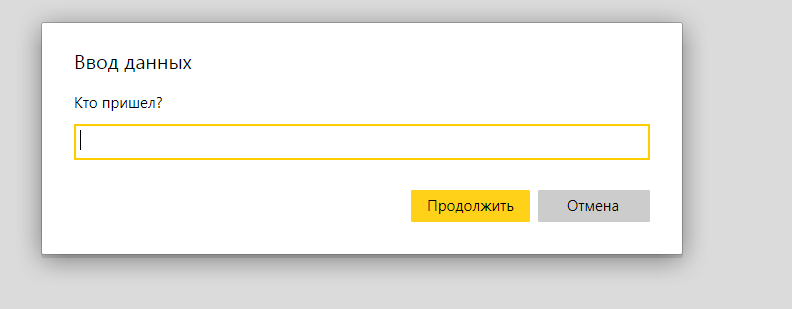 Ввод данных
Кто пришел?
Продолжить Отмена